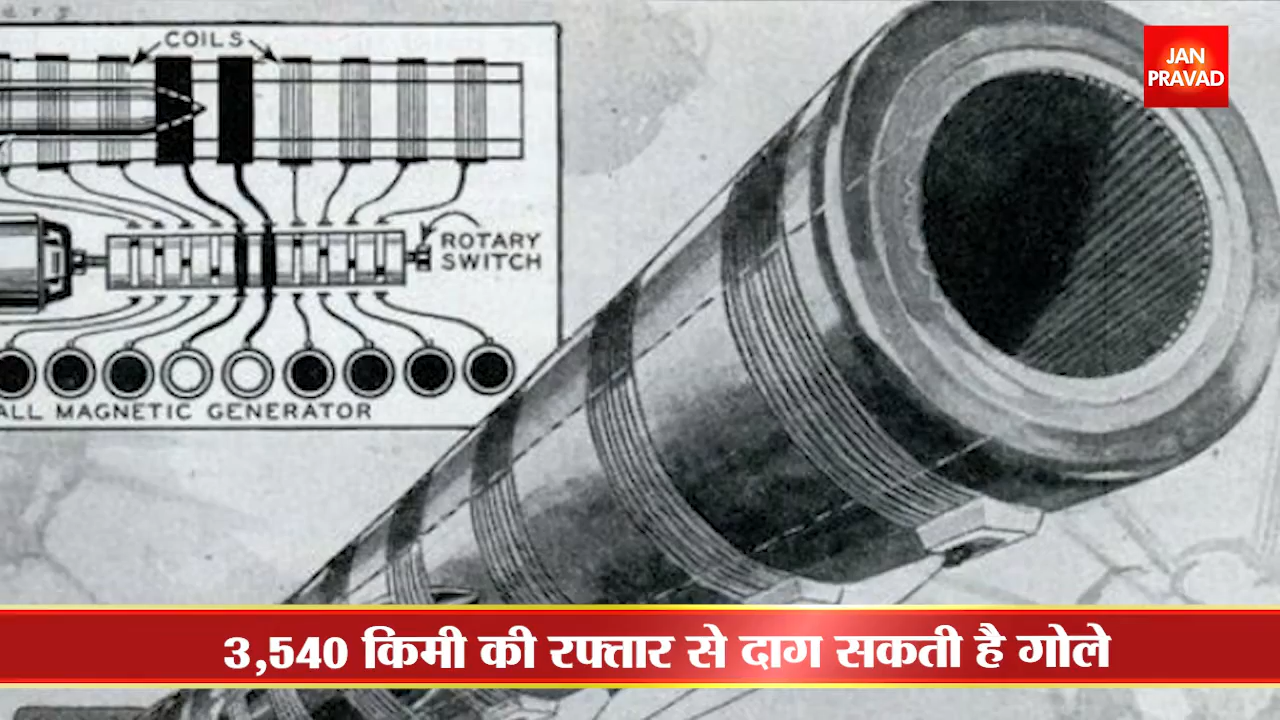 COILS
JAN
PRAVAD
ROTARY
SWITCH
ALL MAGNETIC GENERATOR
3,540 किमी की रफ्तार से दाग सकती है गोले